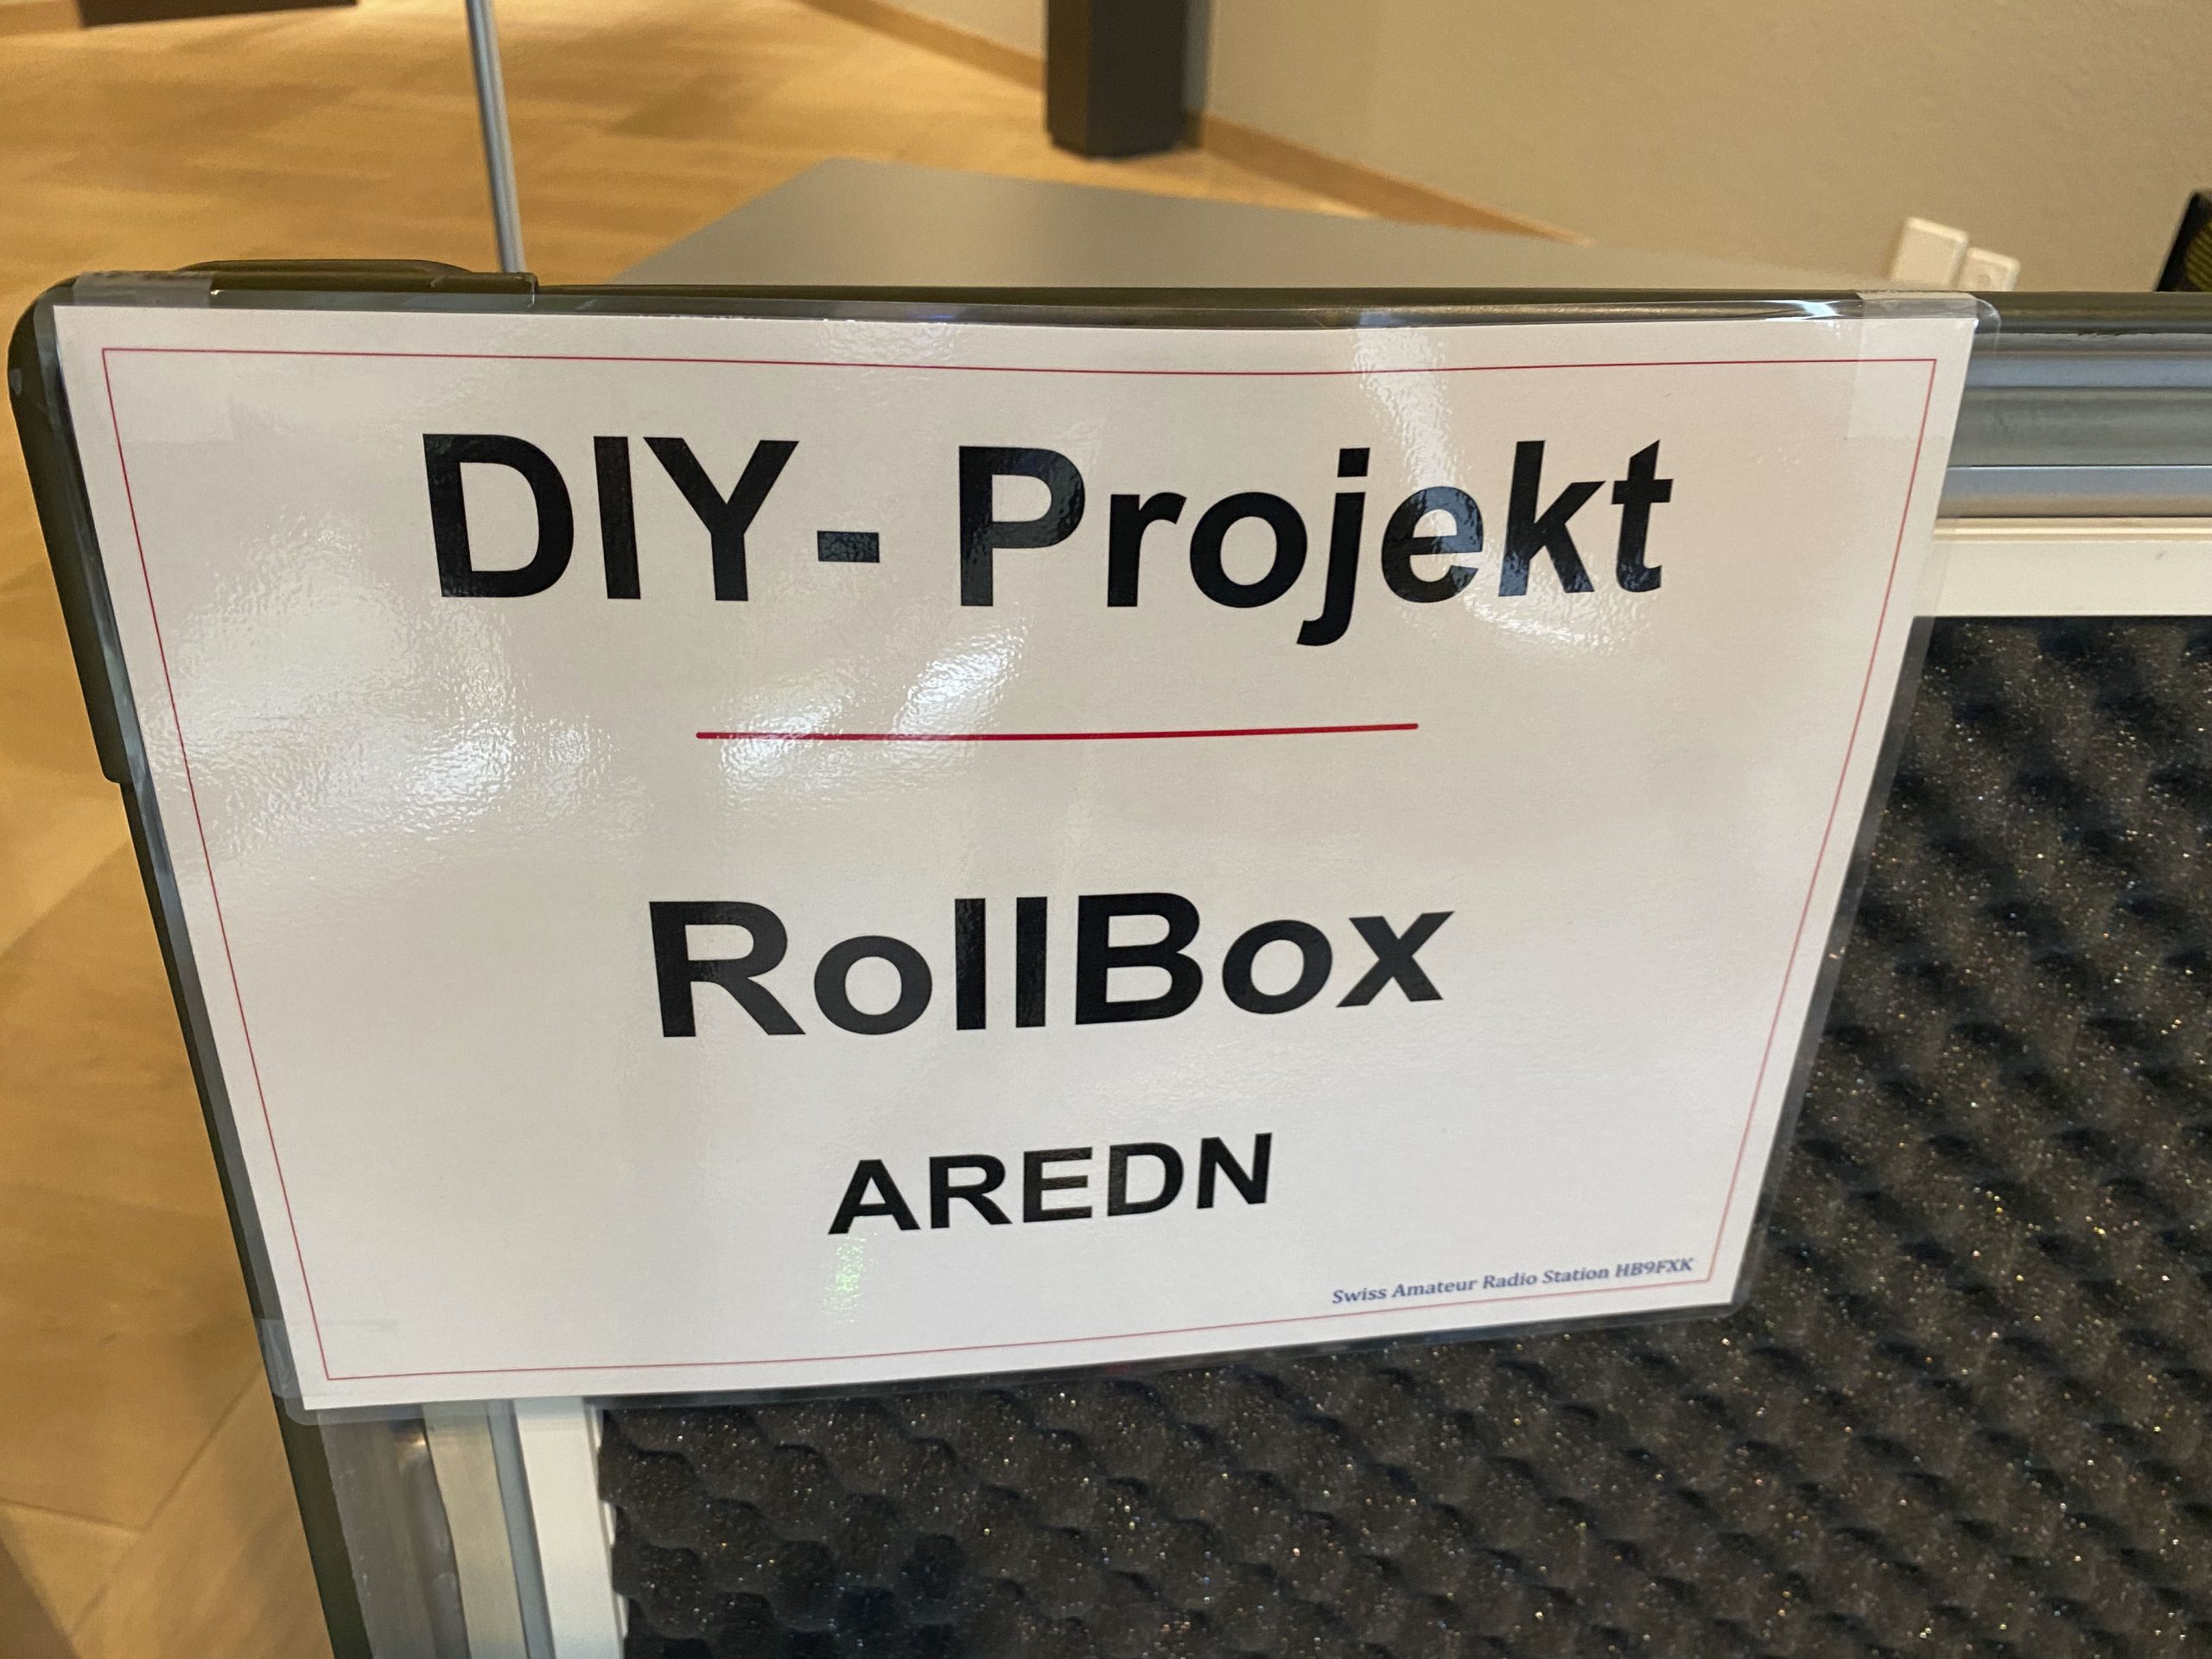 DIY- Projekt
RollBox
AREDN
Swiss Amateur Radio Station HB9FXK